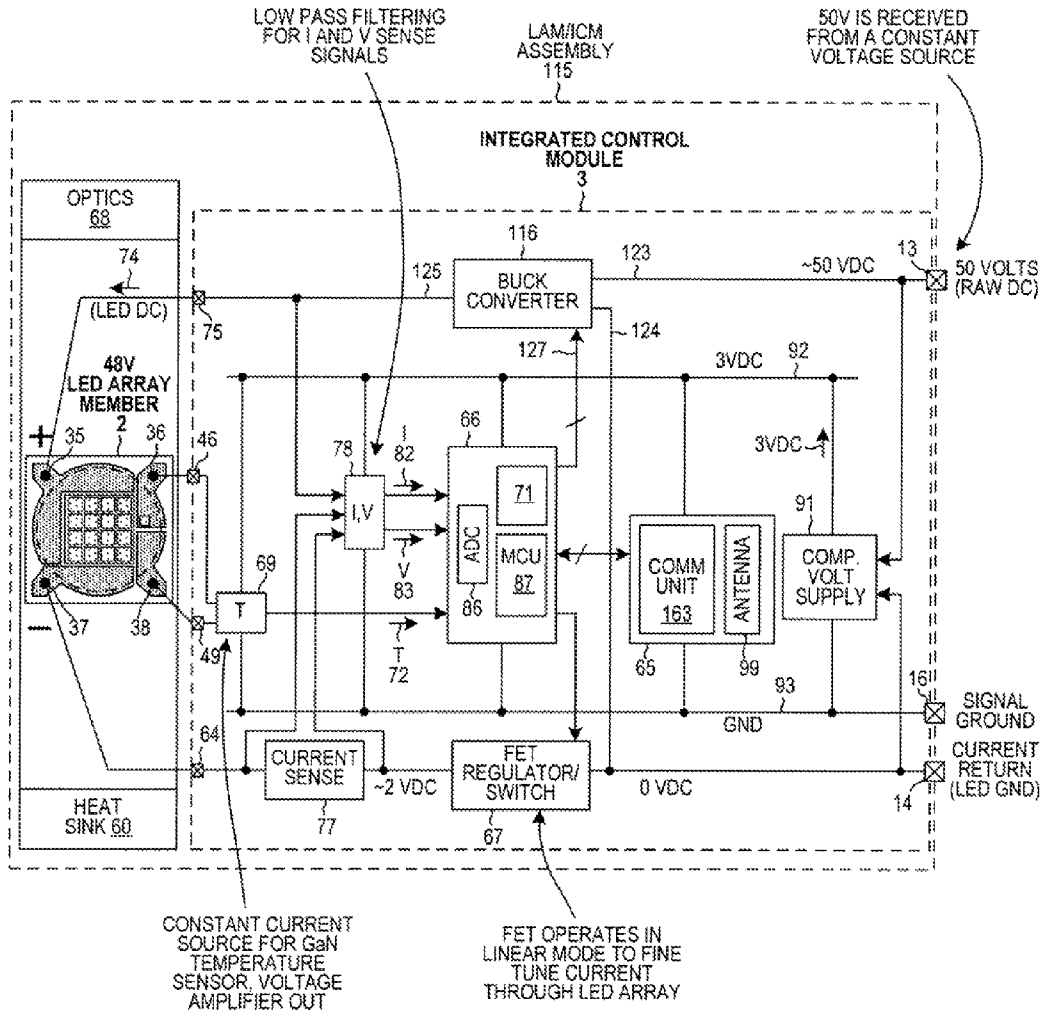 LOW PASS FILTERING
FOR I AND V SENSE
SIGNALS
LAM/ICM
ASSEMBLY
115
50V IS RECEIVED
FROM A CONSTANT
VOLTAGE SOURCE
INTEGRATED CONTROL
MODULE
3
OPTICS
68
74
(LED DC)
75
125
116
BUCK
CONVERTER
123
~50 VDC
13
50 VOLTS
(RAW DC)
127
124
3VDC
92
48V
LED ARRAY
MEMBER
2
+
35
36
46
78
I,V
I
82
V
83
66
71
ADC
86
MCU
87
3VDC
91
COMP.
VOLT
SUPPLY
COMM
UNIT
163
ANTENNA
65
99
69
T
T
72
–
37
38
49
93
GND
16
SIGNAL
GROUND
64
CURRENT
SENSE
77
~2 VDC
FET
REGULATOR/
SWITCH
67
0 VDC
14
CURRENT
RETURN
(LED GND)
HEAT
SINK 60
CONSTANT CURRENT
SOURCE FOR GaN
TEMPERATURE
SENSOR, VOLTAGE
AMPLIFIER OUT
FET OPERATES IN
LINEAR MODE TO FINE
TUNE CURRENT
THROUGH LED ARRAY